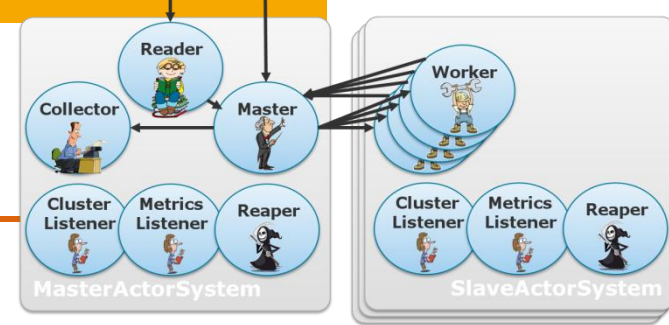 Reader
Collector
Master
Cluster
Listener
Metrics
Listener
Reaper
MasterActorSystem
Worker
Cluster
Listener
Metrics
Listener
Reaper
SlaveActorSystem